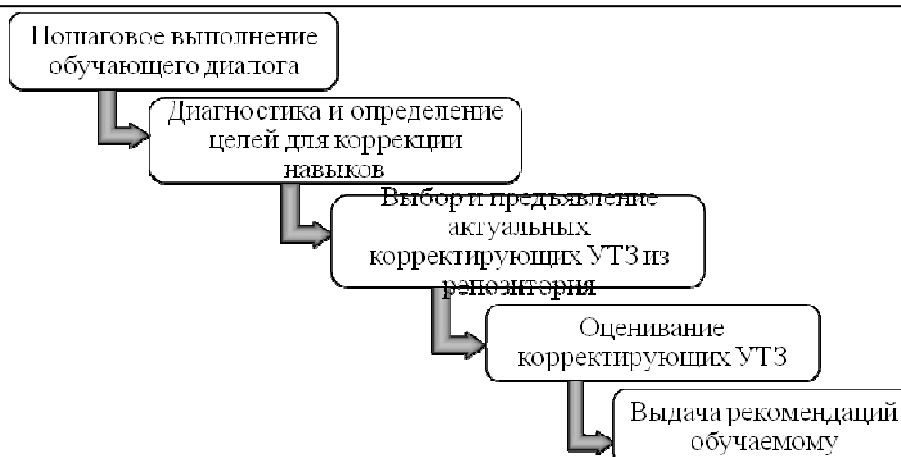 Пошаговое выполнение
обучающего диалога
Диагностика и определение
целей для коррекции
навыков
Выбор и предъявление
актуальных
корректирующих УТЗ из
репозитория
Оценивание
корректирующих УТЗ
Выдача рекомендаций
обучаемому